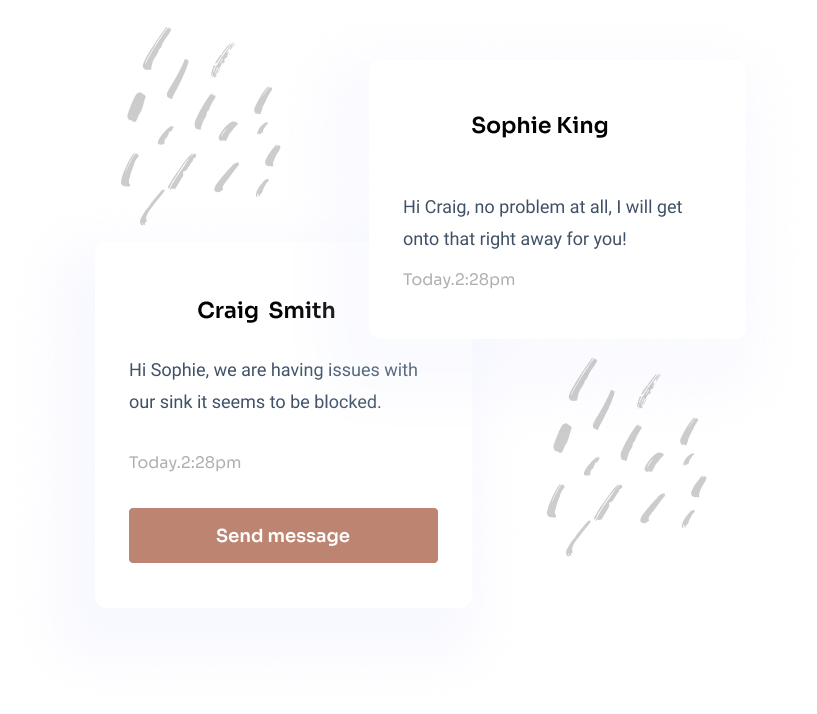 Sophie King
Hi Craig, no problem at all, I will get
onto that right away for you!
Today.2:28pm
Craig Smith
Hi Sophie, we are having issues with
our sink it seems to be blocked.
Today.2:28pm
Send message